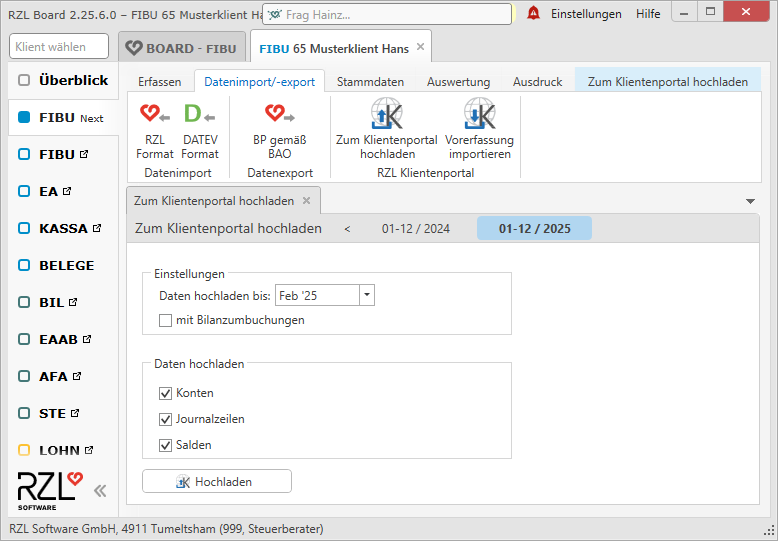 RZL Board 2.25.6.0 – FIBU 65 Musterklient Ha
Frag Hainz...
Einstellungen Hilfe
Klient wählen
BOARD - FIBU
FIBU 65 Musterklient Hans
Überblick
FIBU Next
FIBU
EA
KASSA
BELEGE
BIL
EAAB
AFA
STE
LOHN
RZL
SOFTWARE
Erfassen Datenimport/-export Stammdaten Auswertung Ausdruck Zum Klientenportal hochladen
RZL Format
DATEV Format
Datenimport
BP gemäß BAO
Datenexport
Zum Klientenportal hochladen
Vorerfassung importieren
RZL Klientenportal
Zum Klientenportal hochladen
Zum Klientenportal hochladen < 01-12 / 2024 01-12 / 2025
Einstellungen
Daten hochladen bis: Feb '25
mit Bilanzumbuchungen
Daten hochladen
Konten
Journalzeilen
Salden
Hochladen
RZL Software GmbH, 4911 Tumeltsham (999, Steuerberater)